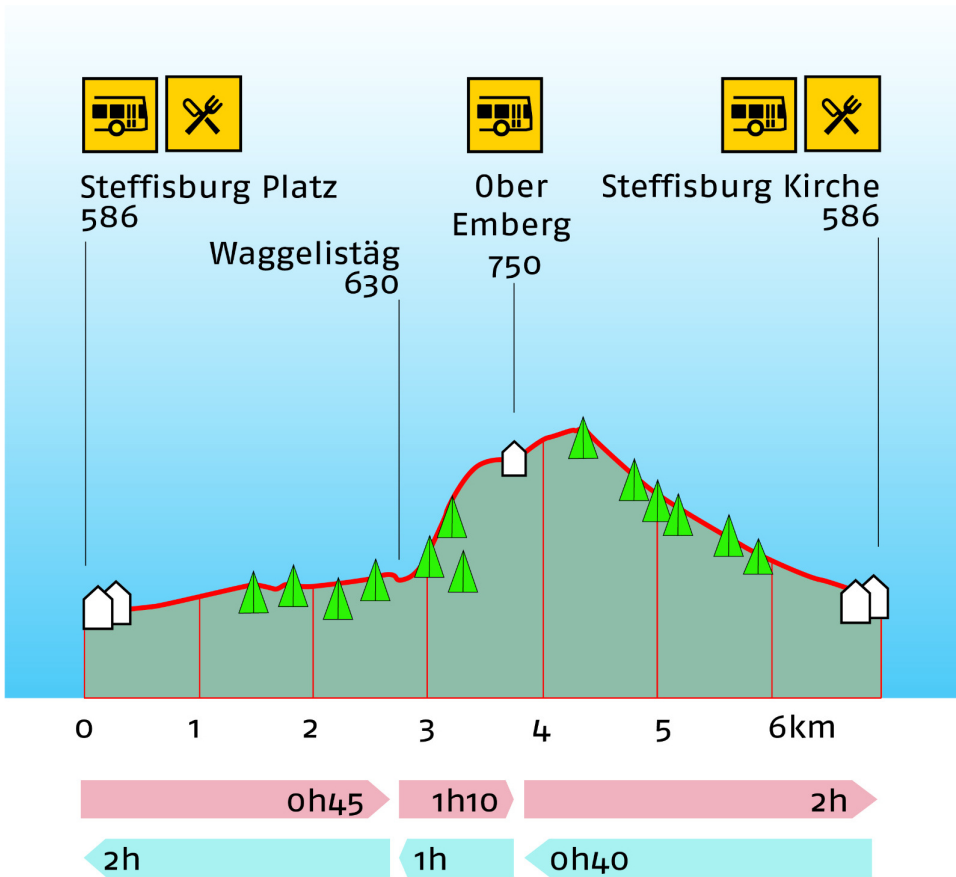 Steffisburg Platz
586
Waggelistäg
630
Ober
Emberg
750
Steffisburg Kirche
586
0 1 2 3 4 5 6km
0h45 1h10 2h
2h 1h 0h40